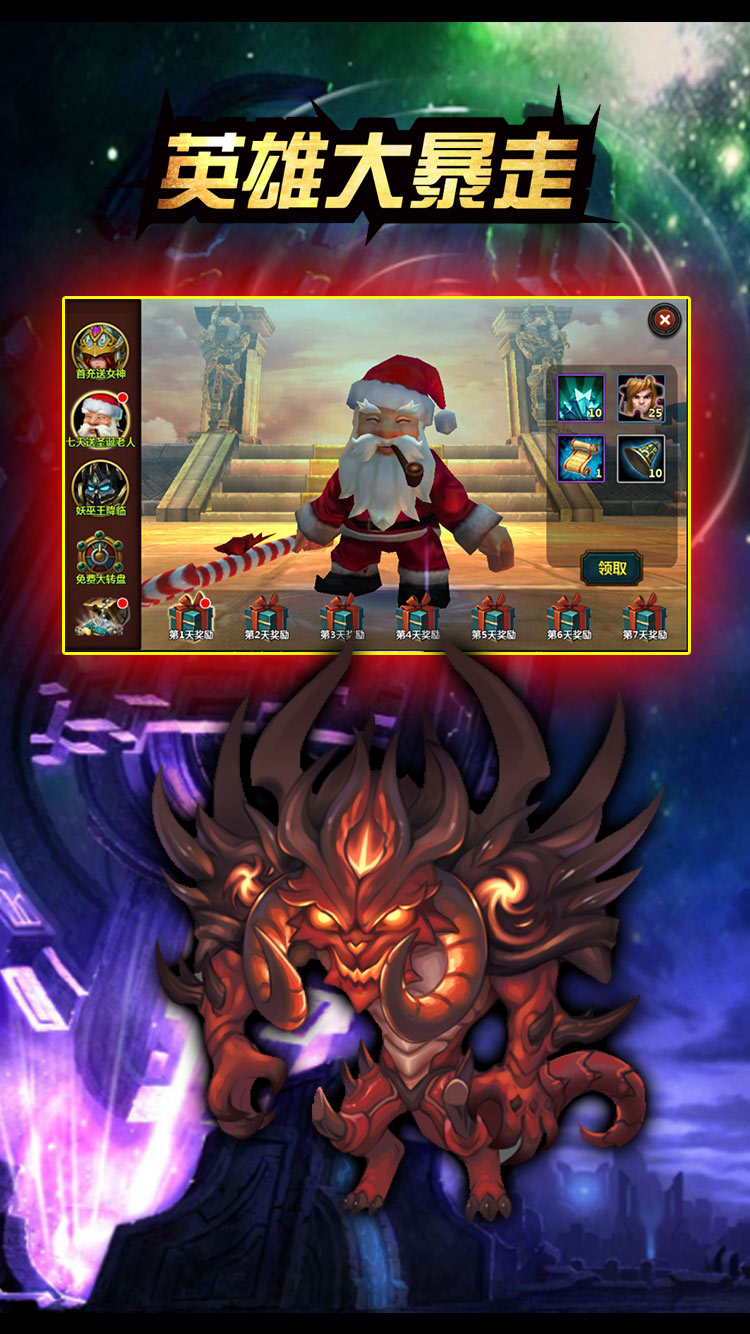 英雄大暴走
首充送女神
七天送圣诞老人
妖巫王降临
免费大转盘
10
25
1
10
领取
第1天奖励
第2天奖励
第3天奖励
第4天奖励
第5天奖励
第6天奖励
第7天奖励